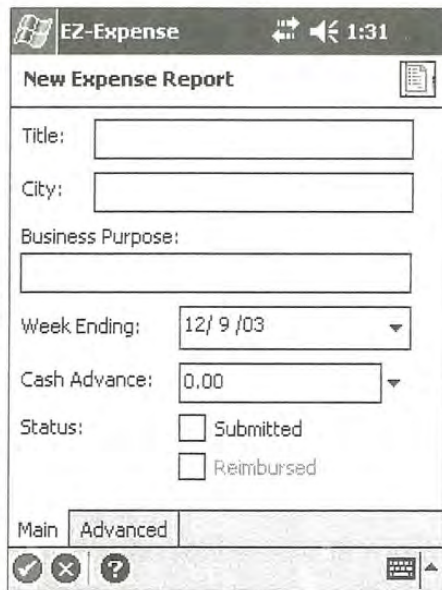 EZ-Expense 1:31
New Expense Report
Title:
City:
Business Purpose:
Week Ending: 12/ 9 /03
Cash Advance: 0.00
Status: Submitted
Reimbursed
Main Advanced
?